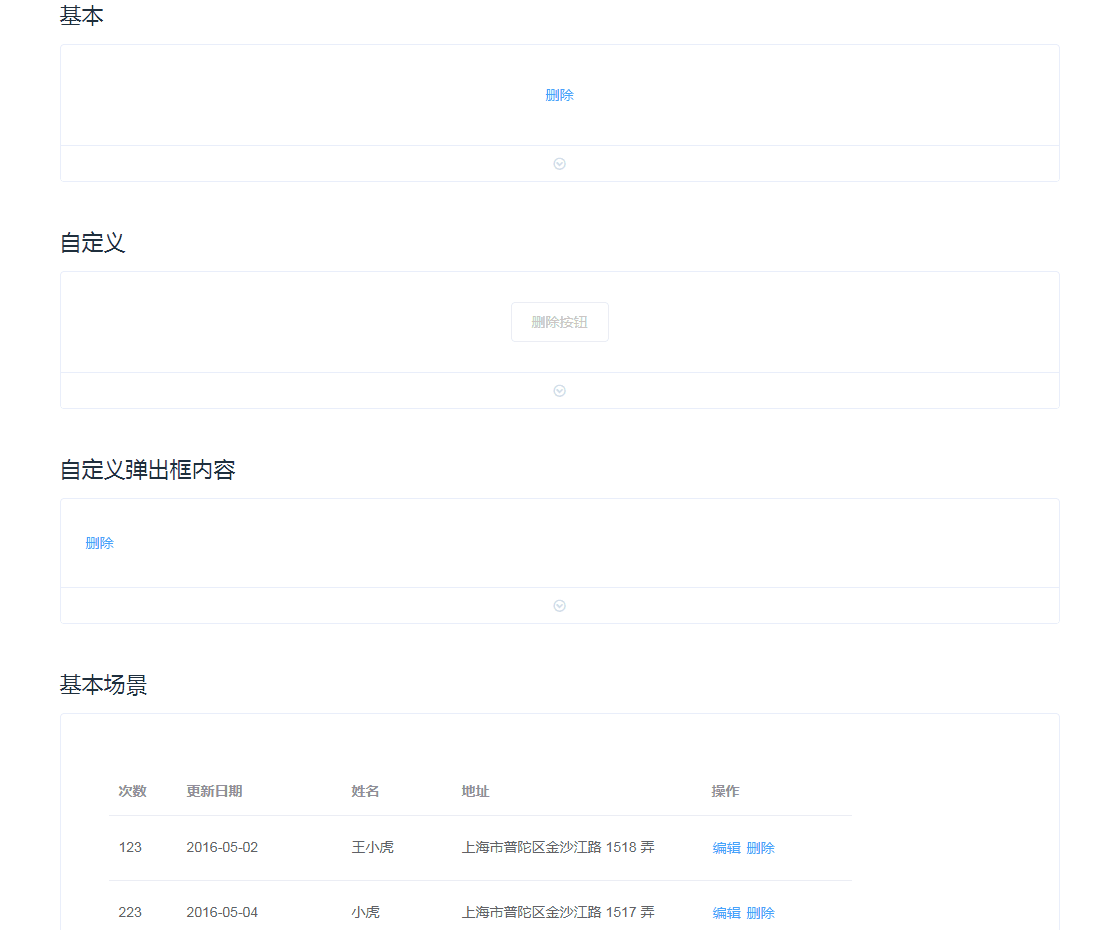 基本
删除
自定义
删除按钮
自定义弹出框内容
删除
基本场景
次数 更新日期 姓名 地址 操作
123 2016-05-02 王小虎 上海市普陀区金沙江路 1518 弄 编辑 删除
223 2016-05-04 小虎 上海市普陀区金沙江路 1517 弄 编辑 删除